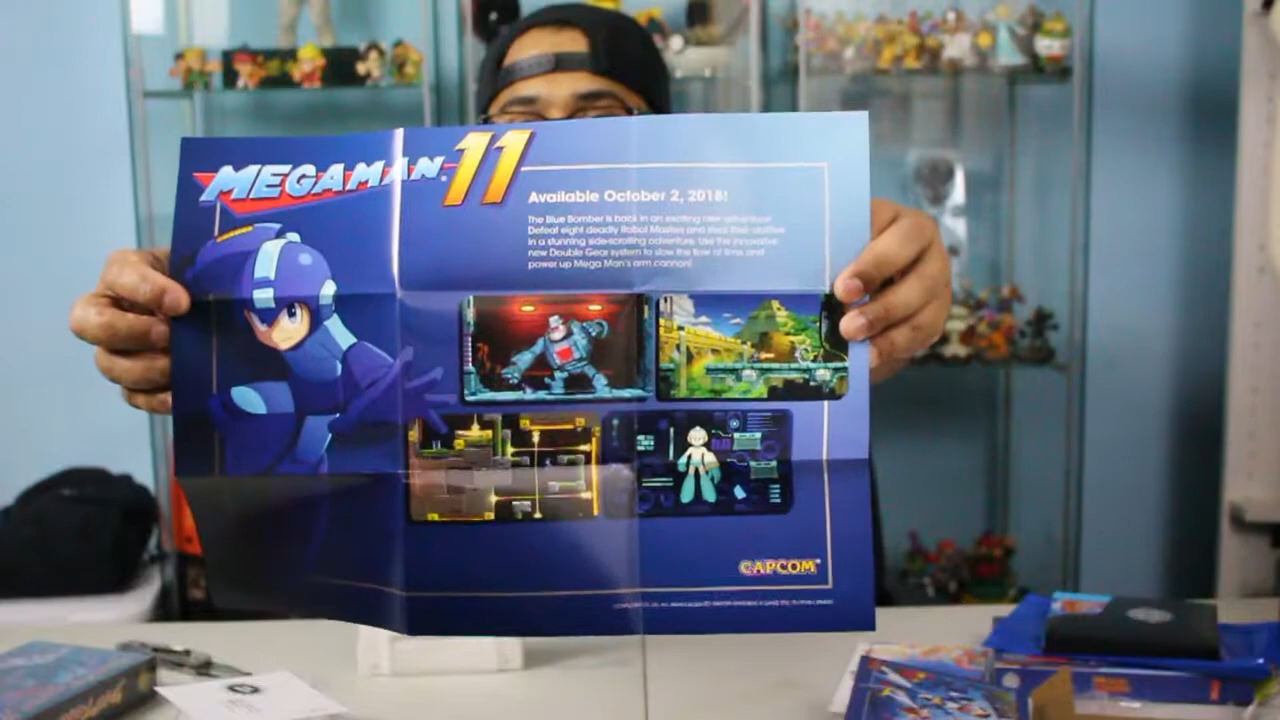 MEGAMAN 11
Available October 2, 2018!
The Blue Bomber is back in an exciting new adventure!
Defeat eight deadly Robot Masters and steal their abilities
in a stunning side-scrolling adventure. Use the innovative
new Double Gear system to slow the flow of time and
power up Mega Man's arm cannon!
CAPCOM